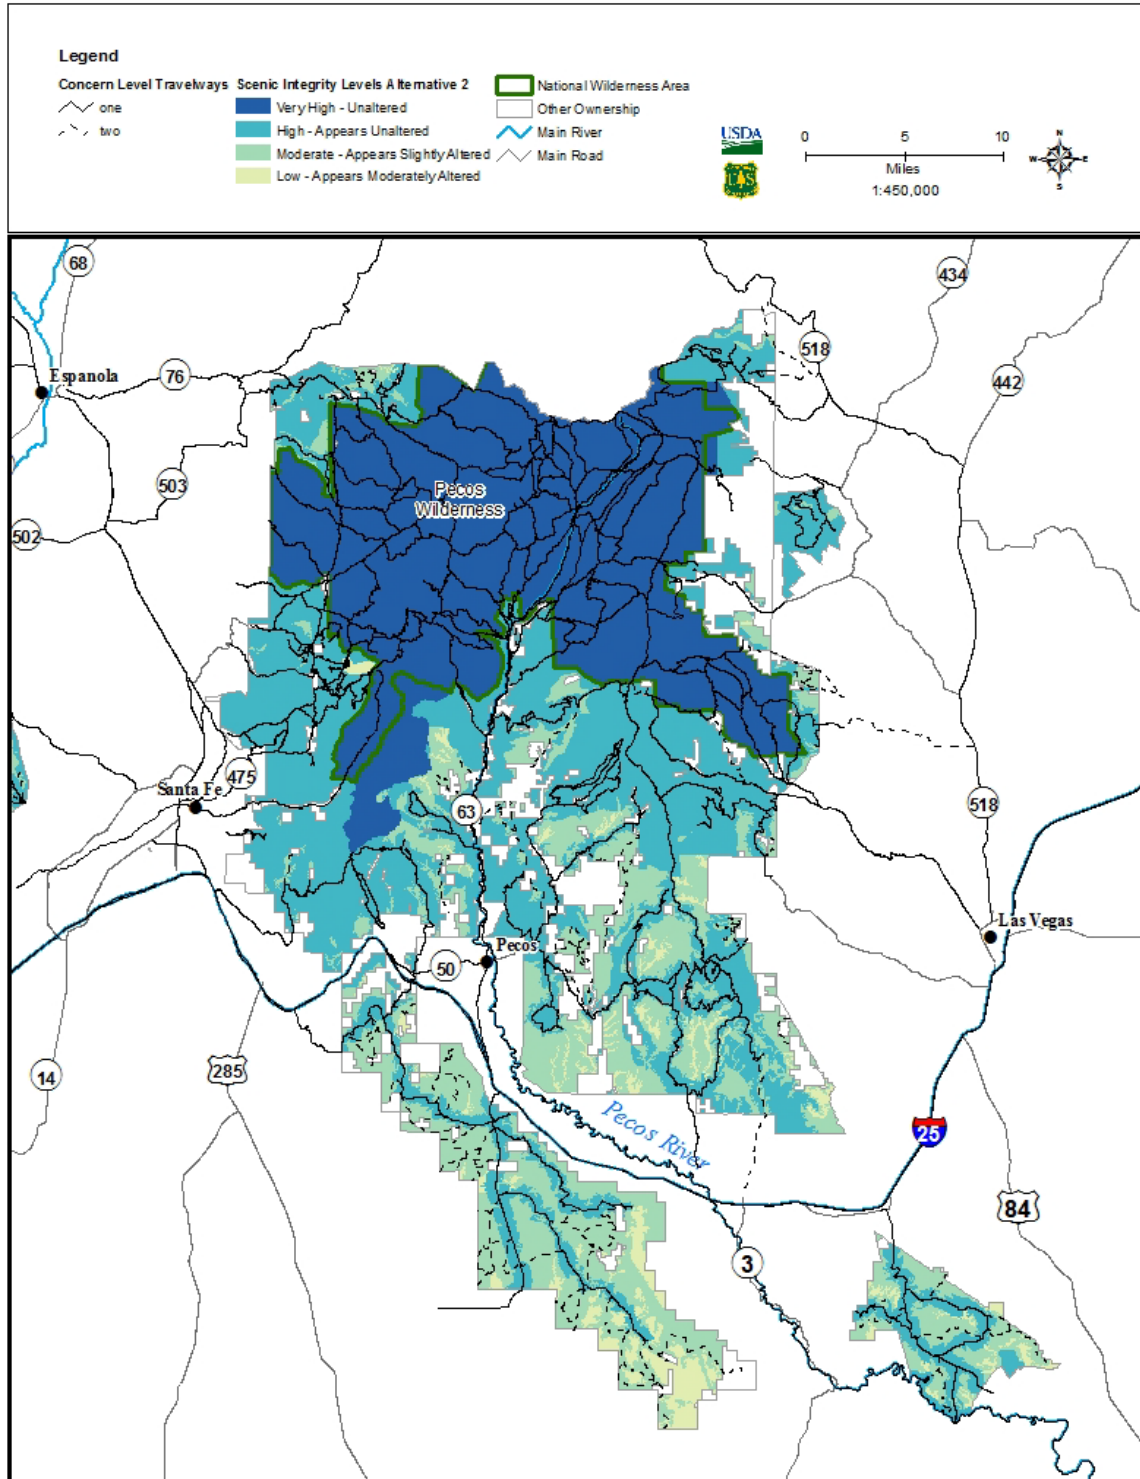 Legend
Concern Level Travelways
one
two
Scenic Integrity Levels Alternative 2
Very High - Unaltered
High - Appears Unaltered
Moderate - Appears Slightly Altered
Low - Appears Moderately Altered
National Wilderness Area
Other Ownership
Main River
Main Road
USDA
U S
0 5 10
Miles
1:450,000
N
W E
S
68
434
518
Espanola
76
442
503
Pecos
Wilderness
502
475
Santa Fe
63
518
Las Vegas
Pecos
50
14
285
Pecos River
25
84
3